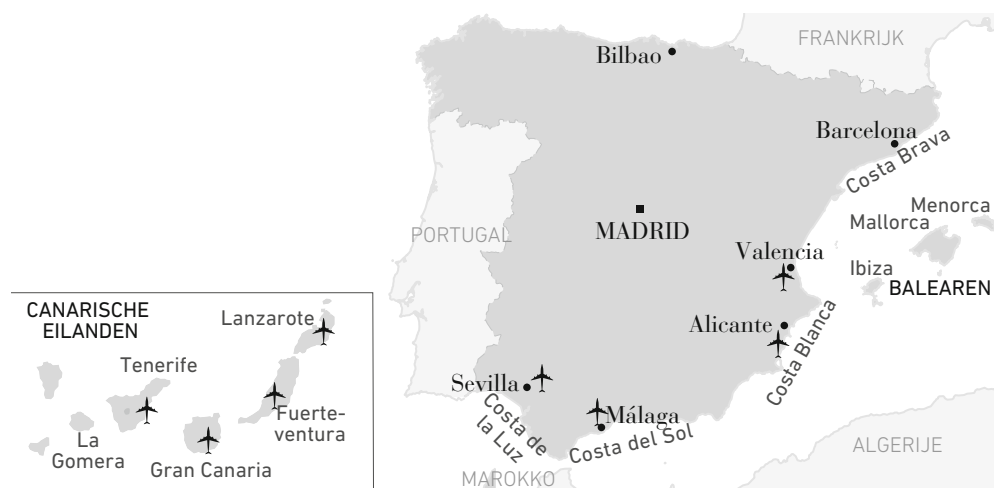 FRANKRIJK
Bilbao
Barcelona
Costa Brava
Menorca
Mallorca
MADRID
PORTUGAL
Valencia
Ibiza
BALEAREN
CANARISCHE
EILANDEN
Lanzarote
Alicante
Costa Blanca
Tenerife
Sevilla
Fuerte-
ventura
Málaga
Costa de
la Luz
Costa del Sol
La
Gomera
Gran Canaria
ALGERIJE
MAROKKO